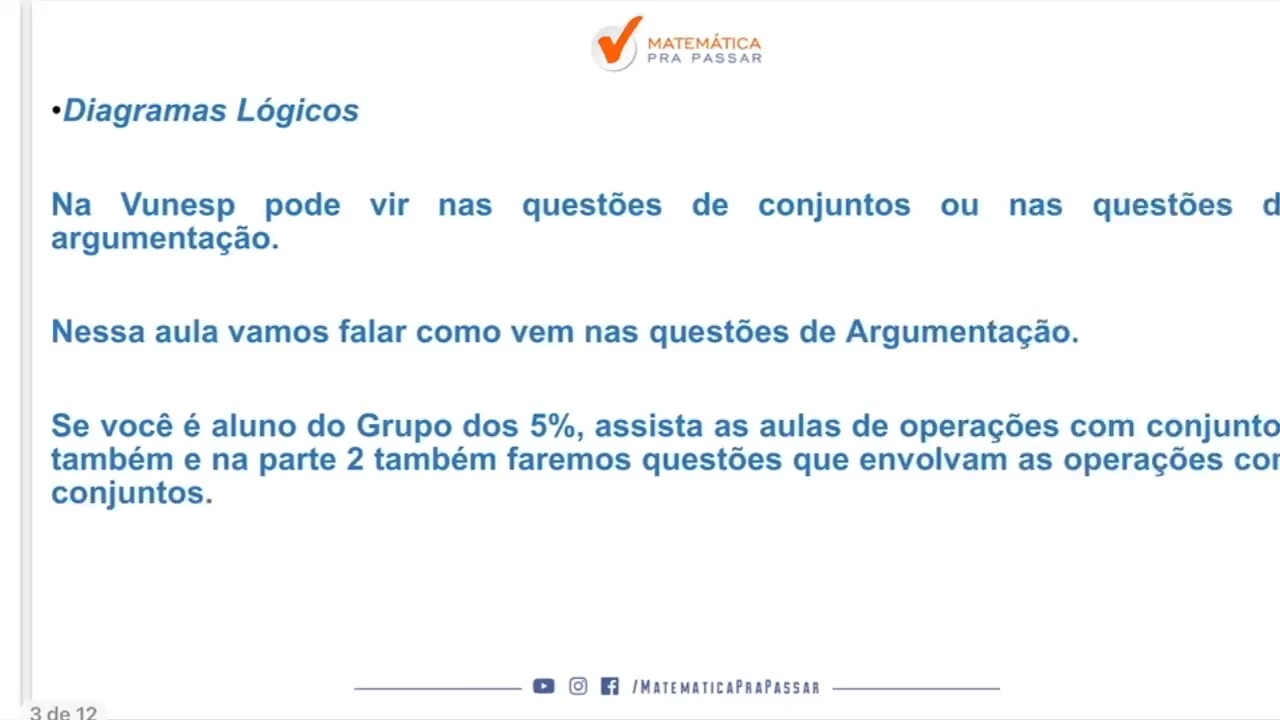 MATEMÁTICA
PRA PASSAR
•Diagramas Lógicos
Na Vunesp pode vir nas questões de conjuntos ou nas questões d
argumentação.
Nessa aula vamos falar como vem nas questões de Argumentação.
Se você é aluno do Grupo dos 5%, assista as aulas de operações com conjunto
também e na parte 2 também faremos questões que envolvam as operações co
conjuntos.
/MATEMATICAPRAPASSAR
3 de 12